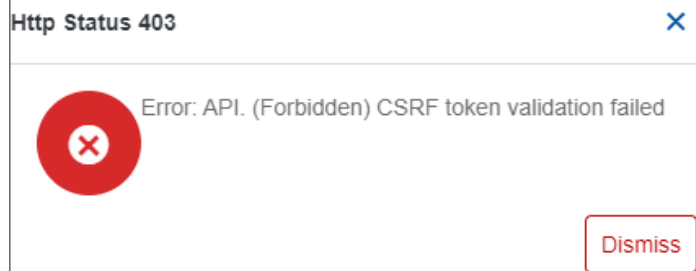 Http Status 403
Error: API. (Forbidden) CSRF token validation failed
Dismiss